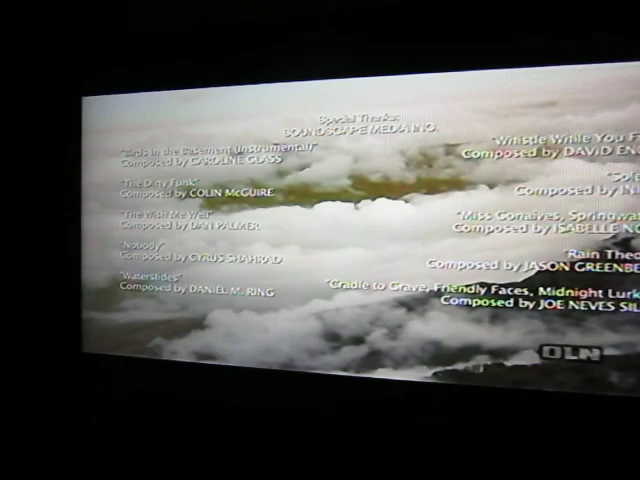 Special Thanks:
SOUNDSCAPE MEDIA INC.
"Birds In the Basement (Instrumental)"
Composed by CAROLINE GLASS
"The Dirty Funk"
Composed by COLIN McGUIRE
"The Wish Me Well"
Composed by DAN PALMER
"Nobody"
Composed by CYRUS SHAHRAD
"Waterslides"
Composed by DANIEL M. RING
"Whistle While You F
Composed by DAVID
Composed by
"Miss Gonaives, Springwat
Composed by ISABELLE
"Rain
Composed by JASON GREENBE
"Cradle to Grave, Friendly Faces, Midnight Lurk
Composed by JOE NEVES SIL
OLN